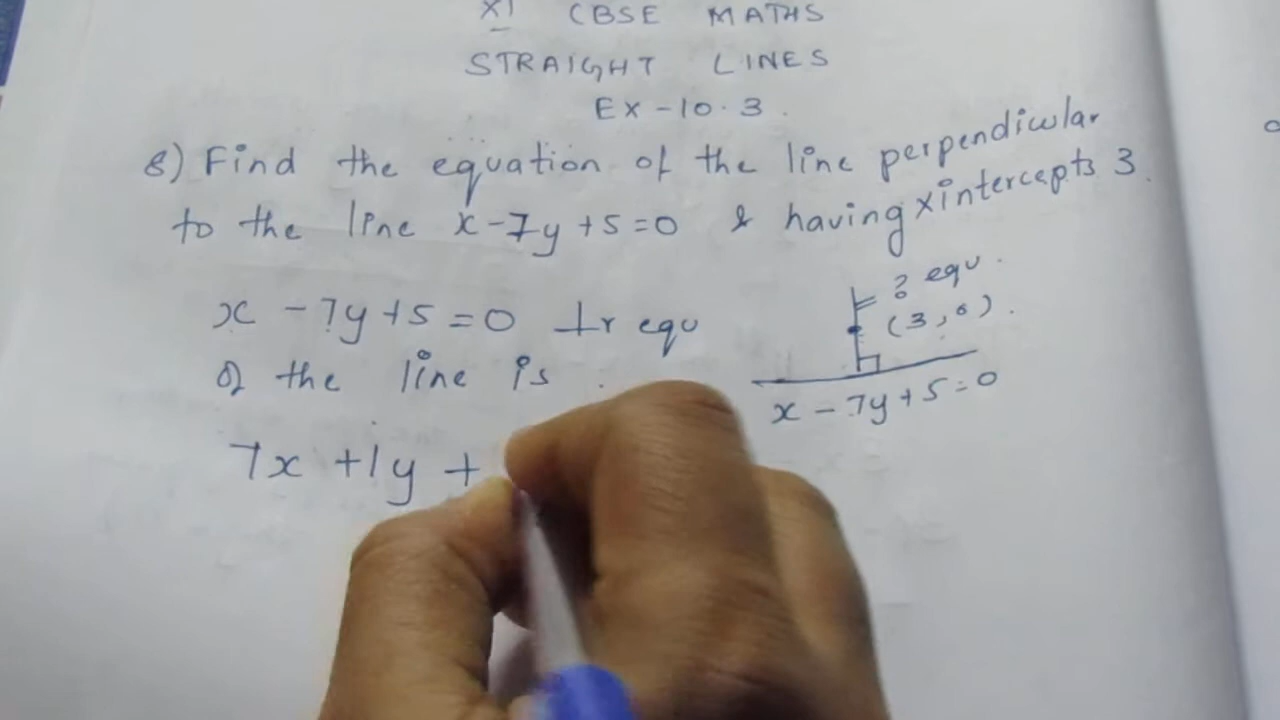 XI CBSE MATHS
STRAIGHT LINES
EX-10.3.
8) Find the equation of the line perpendicular
to the line x-7y+5=0 & having x intercepts 3.
? equ.
(3,0).
x-7y+5=0 ⊥r equ
of the line is
x-7y+5=0
7x+1y+